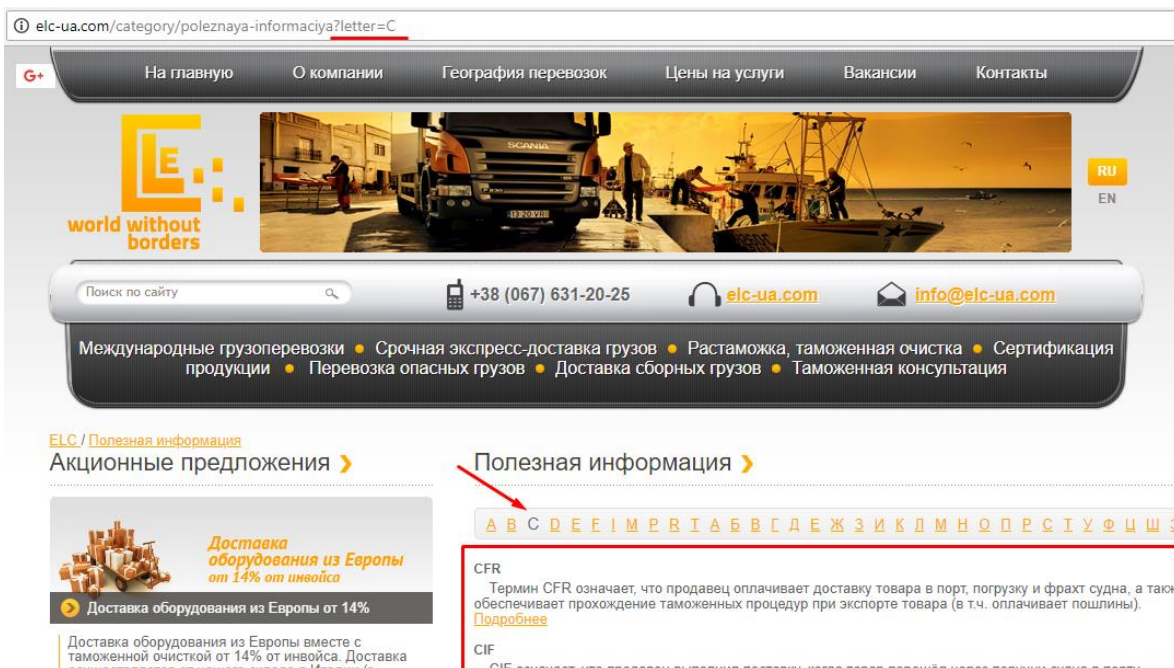 elc-ua.com/category/poleznaya-informaciya?letter=C
G+
На главную О компании География перевозок Цены на услуги Вакансии Контакты
SCANIA
LE
world without
borders
RU
EN
Поиск по сайту
+38 (067) 631-20-25
elc-ua.com
info@elc-ua.com
Международные грузоперевозки • Срочная экспресс-доставка грузов • Растаможка, таможенная очистка • Сертификация
продукции • Перевозка опасных грузов • Доставка сборных грузов • Таможенная консультация
ELC / Полезная информация
Акционные предложения
Полезная информация
A B C D E F I M P R T А Б В Г Д Е Ж З И К Л М Н О П Р С Т У Ф Ц Ш
Доставка
оборудования из Европы
от 14% от инвойса
Доставка оборудования из Европы от 14%
Доставка оборудования из Европы вместе с
таможенной очисткой от 14% от инвойса. Доставка
CFR
Термин CFR означает, что продавец оплачивает доставку товара в порт, погрузку и фрахт судна, а
обеспечивает прохождение таможенных процедур при экспорте товара (в т.ч. оплачивает пошлины).
Подробнее
CIF